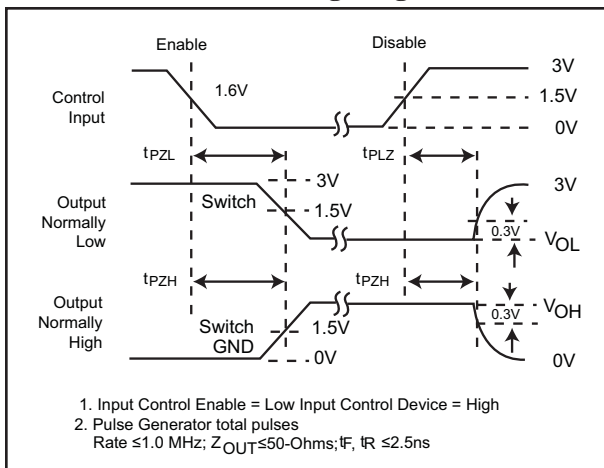 Enable Disable
3V
Control
Input
1.6V
1.5V
0V
tPZL
tPLZ
3V
3V
Output
Normally
Low
Switch
1.5V
0.3V
VOL
tPZH
tPZH
Output
Normally
High
VOH
0.3V
Switch
GND
1.5V
0V
0V
1. Input Control Enable = Low Input Control Device = High
2. Pulse Generator total pulses
Rate ≤1.0 MHz; ZOUT≤50-Ohms; tF, tR ≤2.5ns